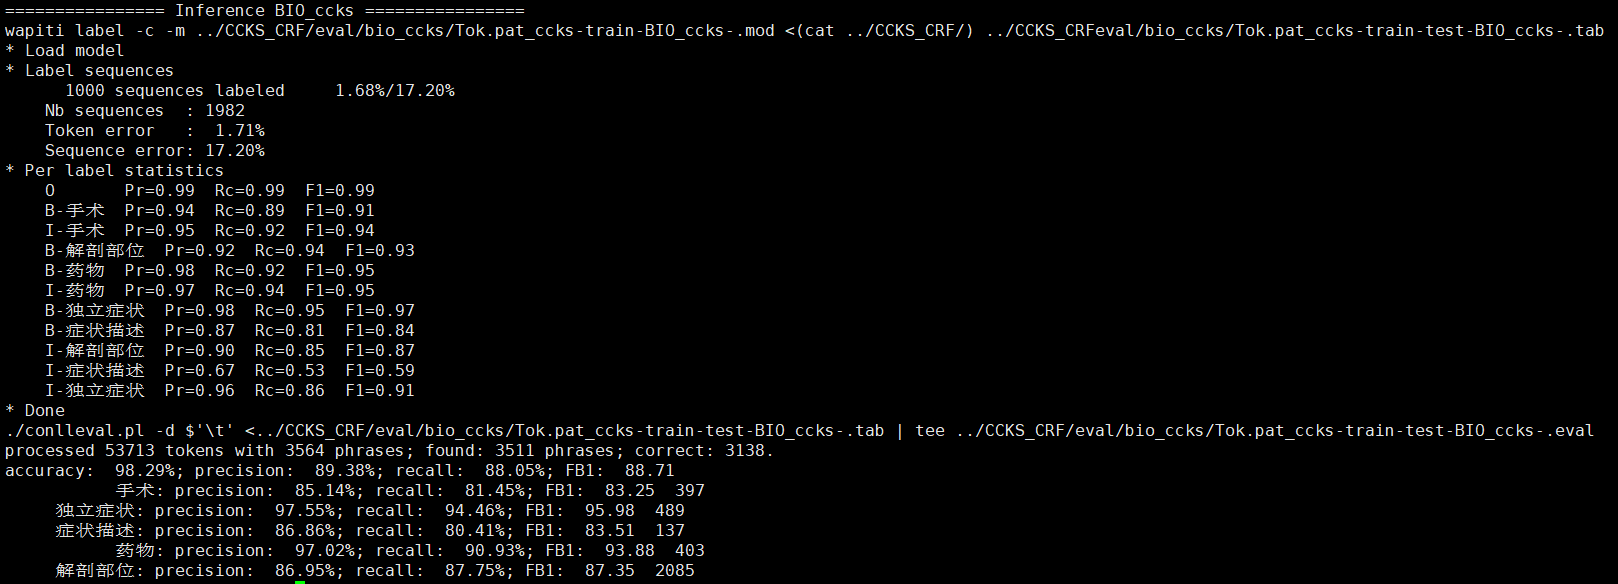 ================ Inference BIO_ccks ================
wapiti label -c -m ../CCKS_CRF/eval/bio_ccks/Tok.pat_ccks-train-BIO_ccks-.mod <(cat ../CCKS_CRF/) ../CCKS_CRFeval/bio_ccks/Tok.pat_ccks-train-test-BIO_ccks-.tab
* Load model
* Label sequences
      1000 sequences labeled     1.68%/17.20%
    Nb sequences  : 1982
    Token error   :  1.71%
    Sequence error: 17.20%
* Per label statistics
    O       Pr=0.99  Rc=0.99  F1=0.99
    B-手术  Pr=0.94  Rc=0.89  F1=0.91
    I-手术  Pr=0.95  Rc=0.92  F1=0.94
    B-解剖部位  Pr=0.92  Rc=0.94  F1=0.93
    B-药物  Pr=0.98  Rc=0.92  F1=0.95
    I-药物  Pr=0.97  Rc=0.94  F1=0.95
    B-独立症状  Pr=0.98  Rc=0.95  F1=0.97
    B-症状描述  Pr=0.87  Rc=0.81  F1=0.84
    I-解剖部位  Pr=0.90  Rc=0.85  F1=0.87
    I-症状描述  Pr=0.67  Rc=0.53  F1=0.59
    I-独立症状  Pr=0.96  Rc=0.86  F1=0.91
* Done
./conlleval.pl -d $'\t' <../CCKS_CRF/eval/bio_ccks/Tok.pat_ccks-train-test-BIO_ccks-.tab | tee ../CCKS_CRF/eval/bio_ccks/Tok.pat_ccks-train-test-BIO_ccks-.eval
processed 53713 tokens with 3564 phrases; found: 3511 phrases; correct: 3138.
accuracy:  98.29%; precision:  89.38%; recall:  88.05%; FB1:  88.71
           手术: precision:  85.14%; recall:  81.45%; FB1:  83.25  397
     独立症状: precision:  97.55%; recall:  94.46%; FB1:  95.98  489
     症状描述: precision:  86.86%; recall:  80.41%; FB1:  83.51  137
           药物: precision:  97.02%; recall:  90.93%; FB1:  93.88  403
     解剖部位: precision:  86.95%; recall:  87.75%; FB1:  87.35  2085